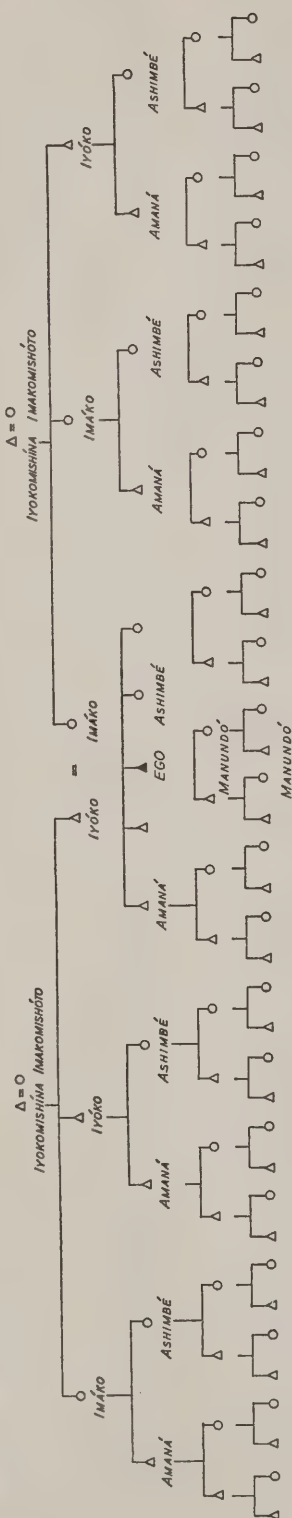 IYOKOMISHÍNA IMAKOMISHÓTO IYOKOMISHÍNA IMAKOMISHÓTO
IMÁKO IYÓKO IYÓKO = IMÁKO IMÁKO IYÓKO
AMANÁ ASHIMBÉ AMANÁ ASHIMBÉ AMANÁ EGO ASHIMBÉ AMANÁ ASHIMBÉ AMANÁ ASHIMBÉ
MANUNDÓ
MANUNDÓ